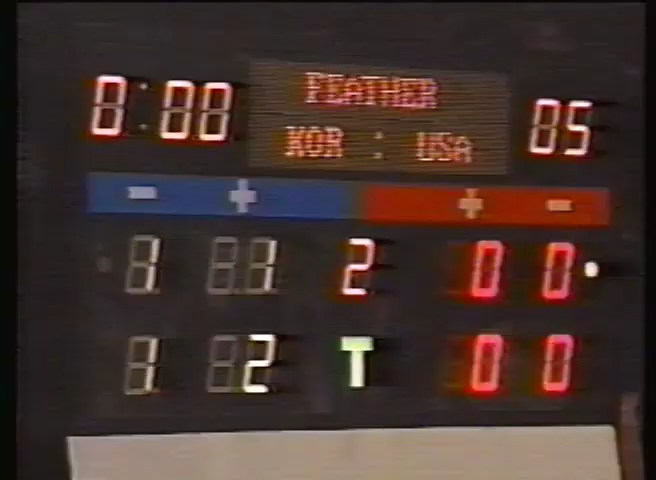 0:00 FEATHER 05
KOR : USA
- + + -
1 1 2 0 0
1 2 T 0 0